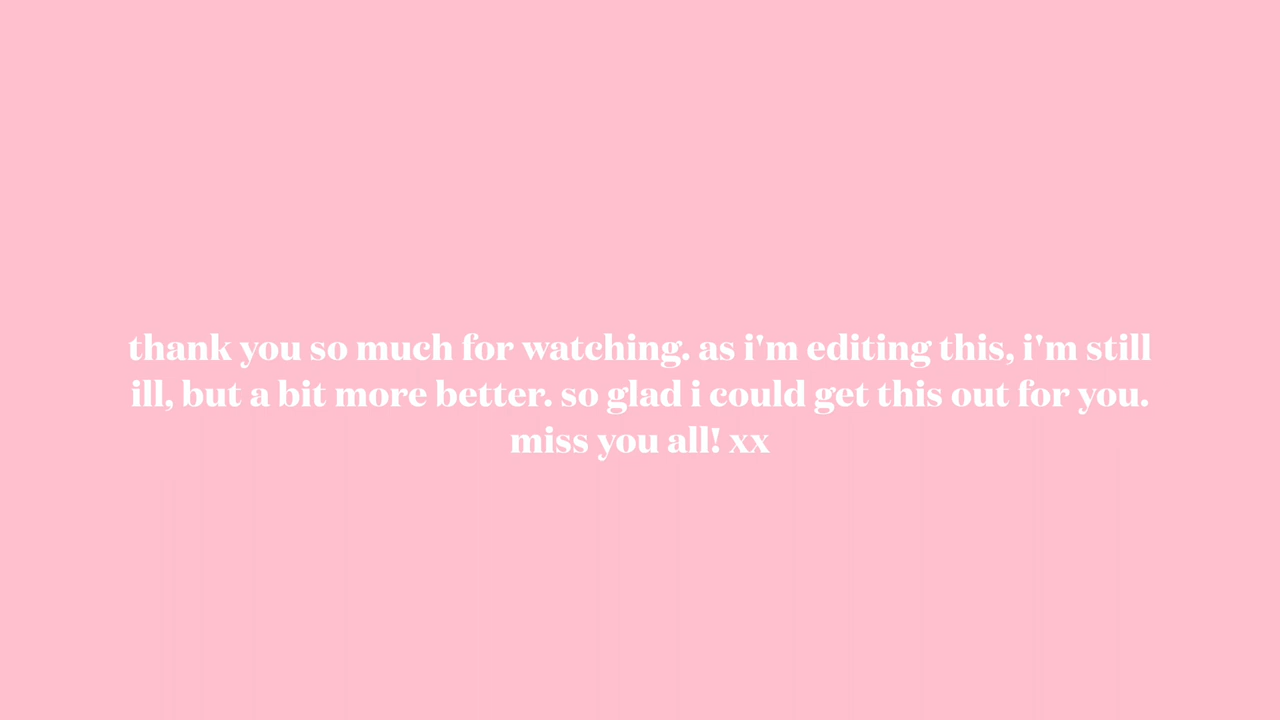 thank you so much for watching. as i'm editing this, i'm still
ill, but a bit more better. so glad i could get this out for you.
miss you all! xx